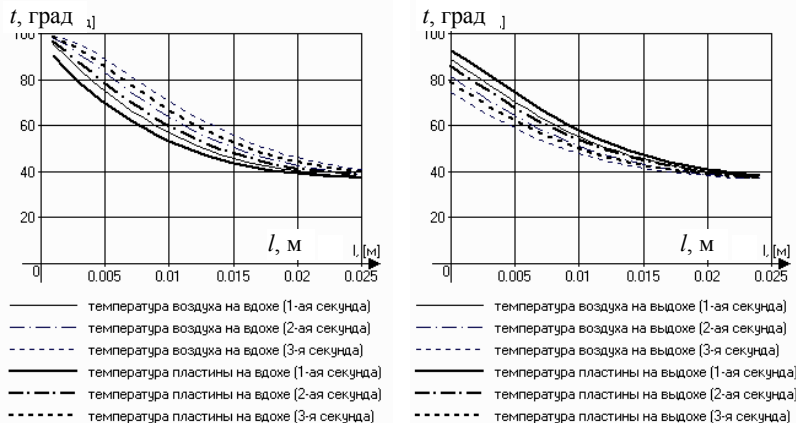 t, град д]
100
80
60
40
20
0
0.005 0.01 0.015 0.02 0.025
l, м
l, [м]
температура воздуха на вдохе (1-ая секунда)
температура воздуха на вдохе (2-ая секунда)
температура воздуха на вдохе (3-я секунда)
температура пластины на вдохе (1-ая секунда)
температура пластины на вдохе (2-ая секунда)
температура пластины на вдохе (3-я секунда)
t, град .]
100
80
60
40
20
0
0.005 0.01 0.015 0.02 0.025
l, м
l, [м]
температура воздуха на выдохе (1-ая секунда)
температура воздуха на выдохе (2-ая секунда)
температура воздуха на выдохе (3-я секунда)
температура пластины на выдохе (1-ая секунда)
температура пластины на выдохе (2-ая секунда)
температура пластины на выдохе (3-я секунда)